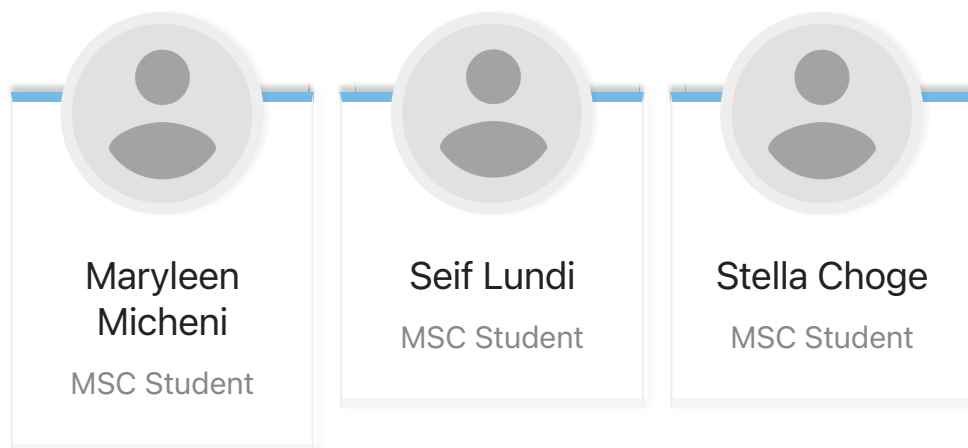 Maryleen
Micheni
MSC Student
Seif Lundi
MSC Student
Stella Choge
MSC Student